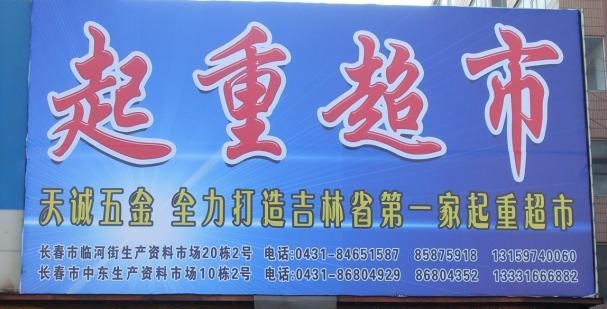 起重超市
天诚五金 全力打造吉林省第一家起重超市
长春市临河街生产资料市场20栋2号 电话:0431-84651587 85875918 13159740060
长春市中东生产资料市场10栋2号 电话:0431-86804929 86804352 13331666882